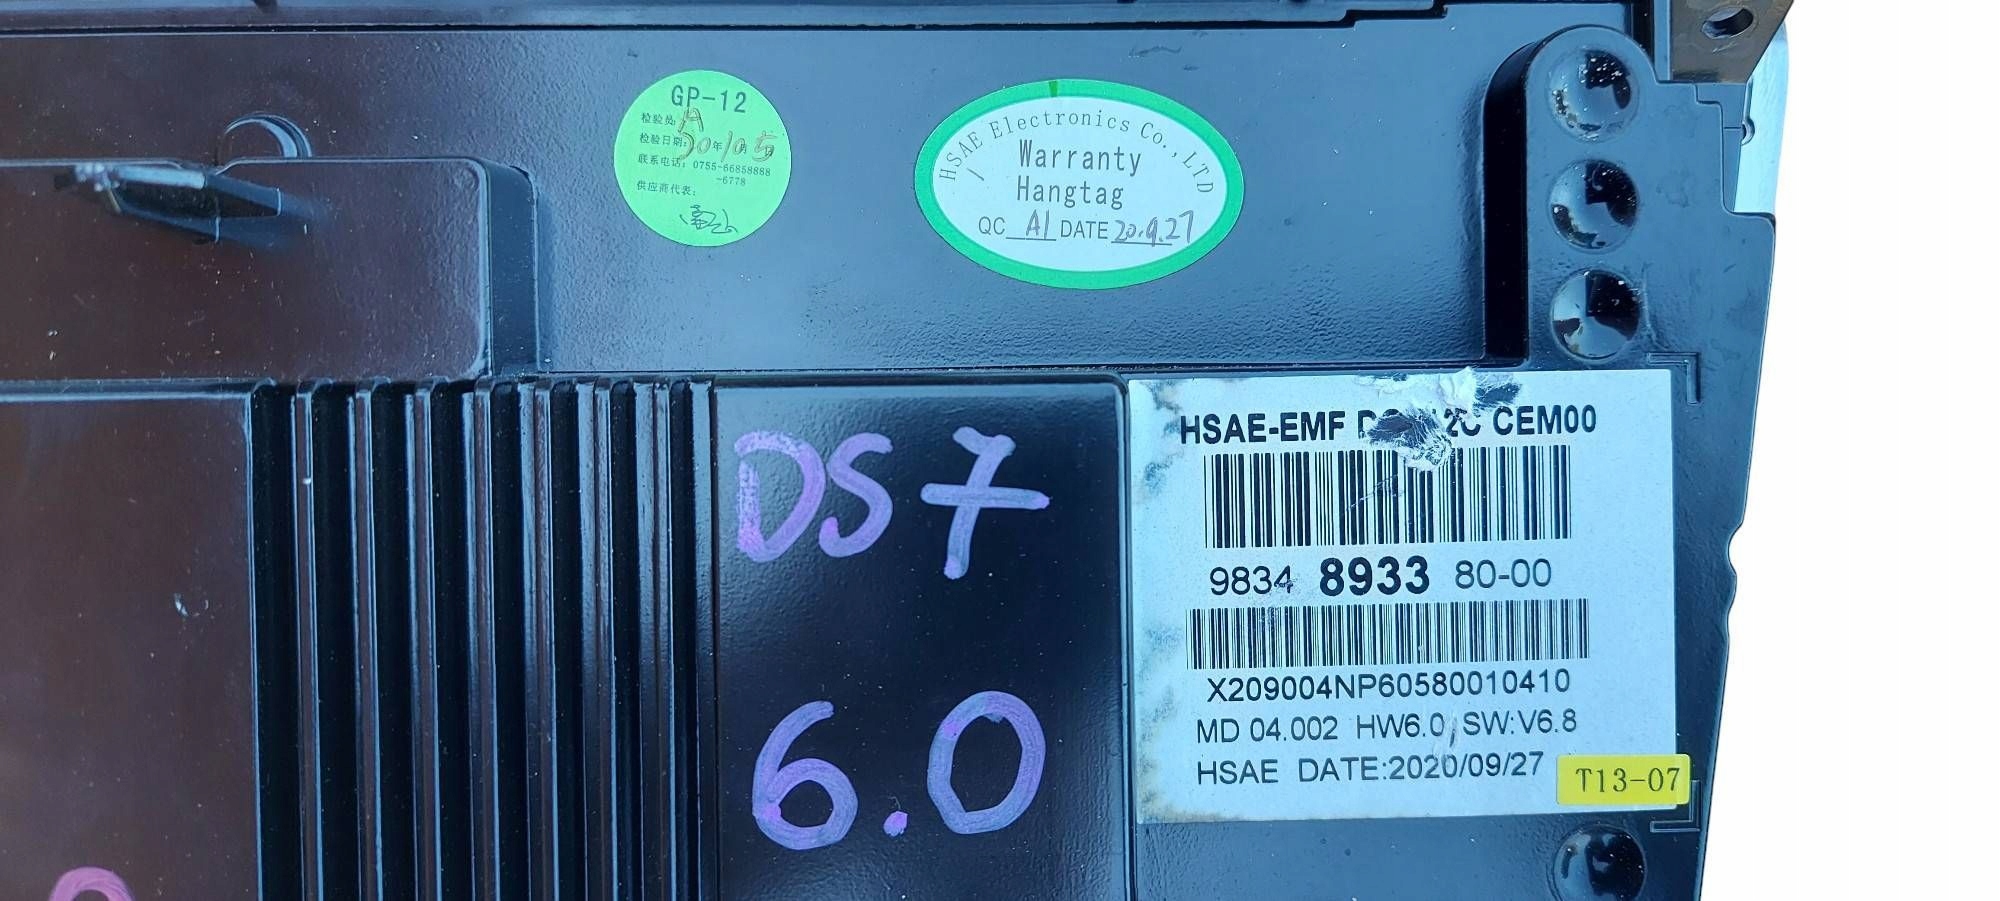 GP-12
检验员: A
检验日期: 20年10月5日
联系电话: 0755-66858888
-6778
供应商代表:
HSAE Electronics Co., LTD
Warranty
Hangtag
QC A1 DATE 20.9.27
DS7
6.0
HSAE-EMF CEM00
9834 8933 80-00
X209004NP60580010410
MD 04.002 HW6.0 SW:V6.8
HSAE DATE:2020/09/27
T13-07